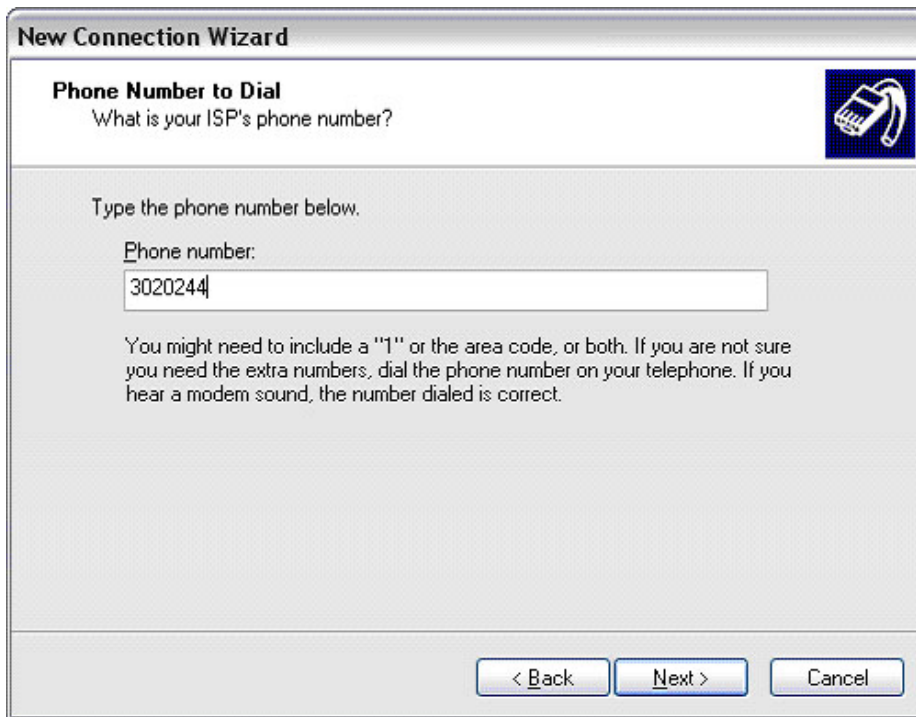 New Connection Wizard
Phone Number to Dial
What is your ISP's phone number?
Type the phone number below.
Phone number:
3020244
You might need to include a "1" or the area code, or both. If you are not sure
you need the extra numbers, dial the phone number on your telephone. If you
hear a modem sound, the number dialed is correct.
< Back Next > Cancel